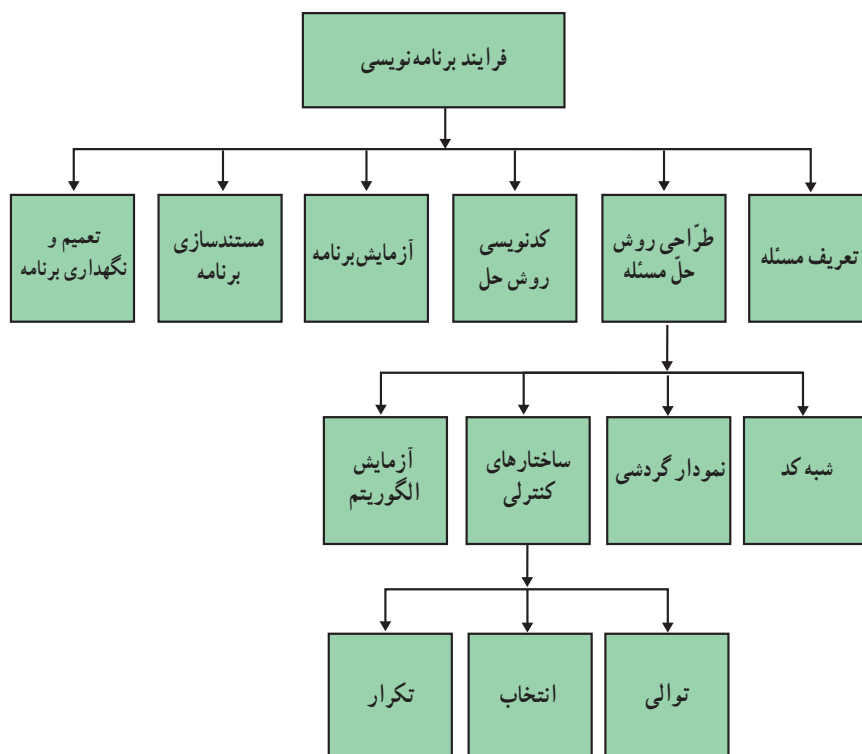 فرایند برنامه‌نویسی
تعریف مسئله
طرّاحی روش
حلّ مسئله
کدنویسی
روش حل
آزمایش‌برنامه
مستندسازی
برنامه
تعمیم و
نگهداری برنامه
شبه کد
نمودار گردشی
ساختارهای
کنترلی
آزمایش
الگوریتم
توالی
انتخاب
تکرار